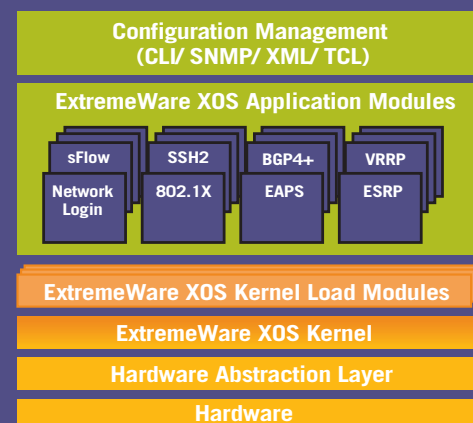 Configuration Management
(CLI/ SNMP/ XML/ TCL)
ExtremeWare XOS Application Modules
sFlow
SSH2
BGP4+
VRRP
Network
Login
802.1X
EAPS
ESRP
ExtremeWare XOS Kernel Load Modules
ExtremeWare XOS Kernel
Hardware Abstraction Layer
Hardware